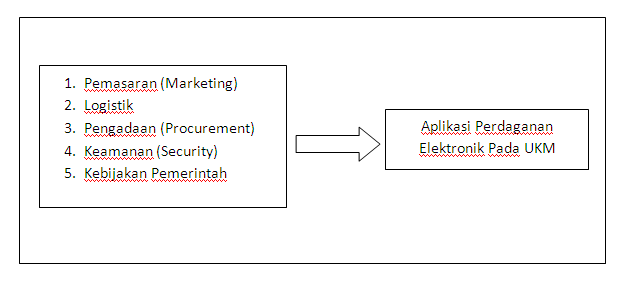 1. Pemasaran (Marketing)
2. Logistik
3. Pengadaan (Procurement)
4. Keamanan (Security)
5. Kebijakan Pemerintah
Aplikasi Perdaganan
Elektronik Pada UKM